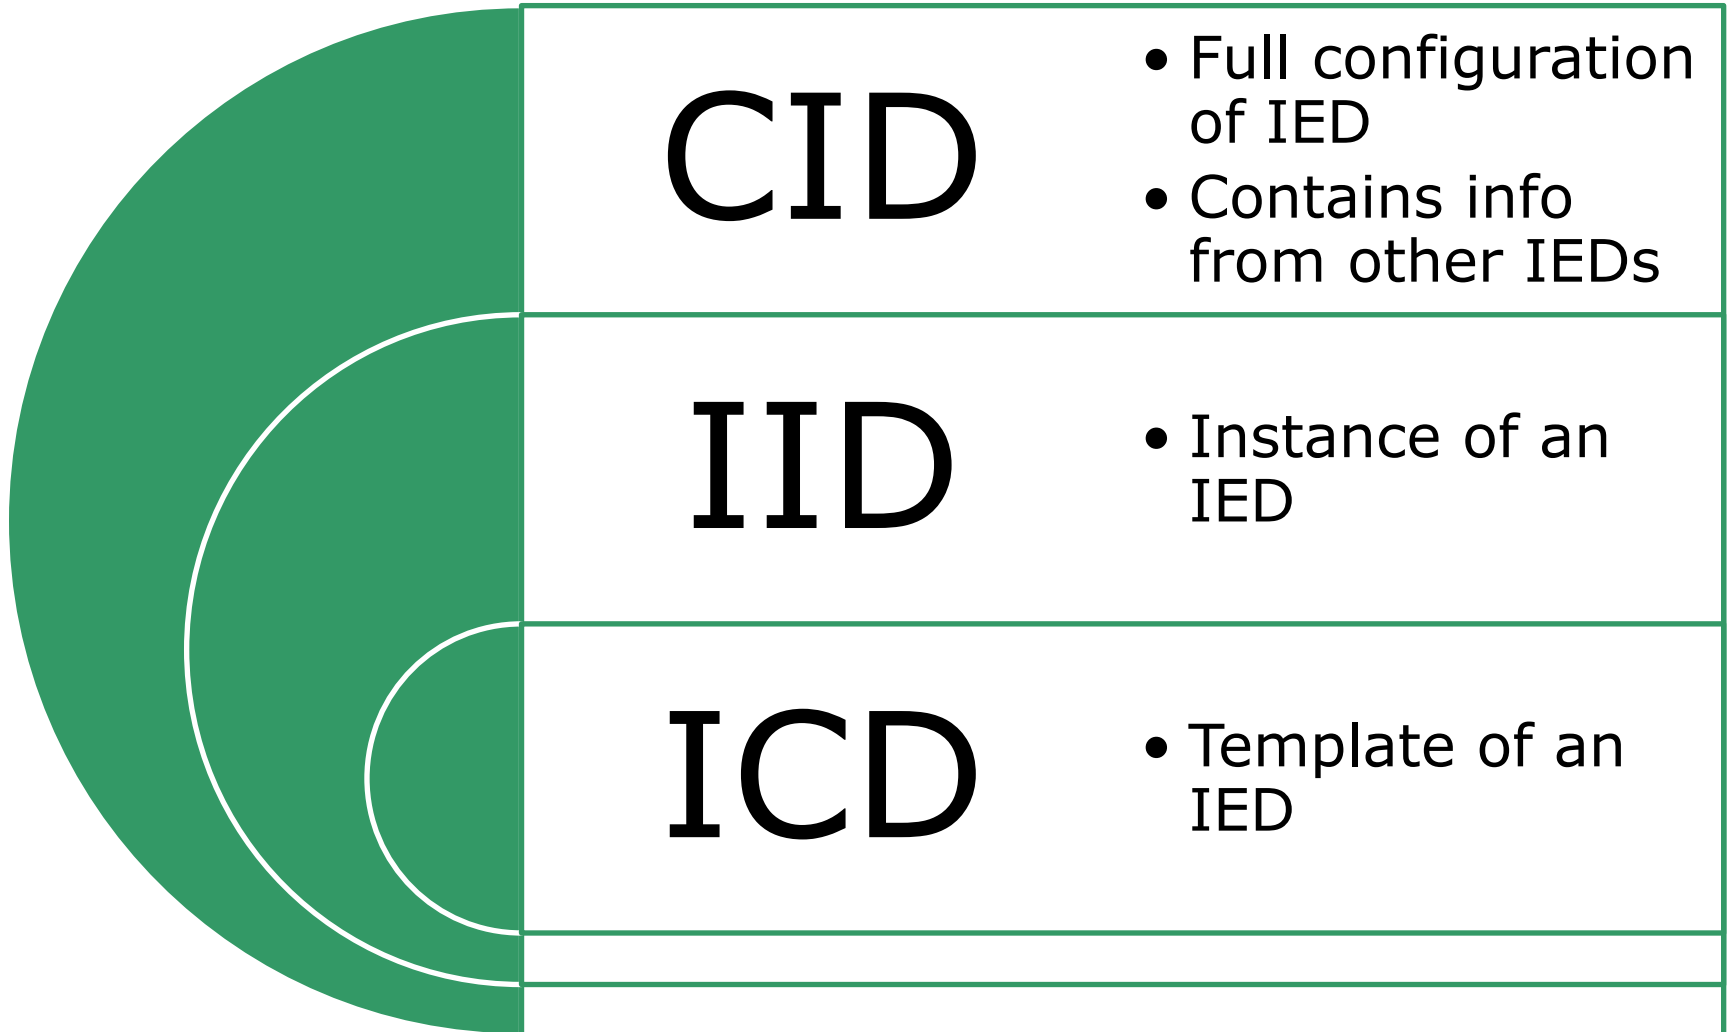 CID
• Full configuration
of IED
• Contains info
from other IEDs
IID
• Instance of an
IED
ICD
• Template of an
IED